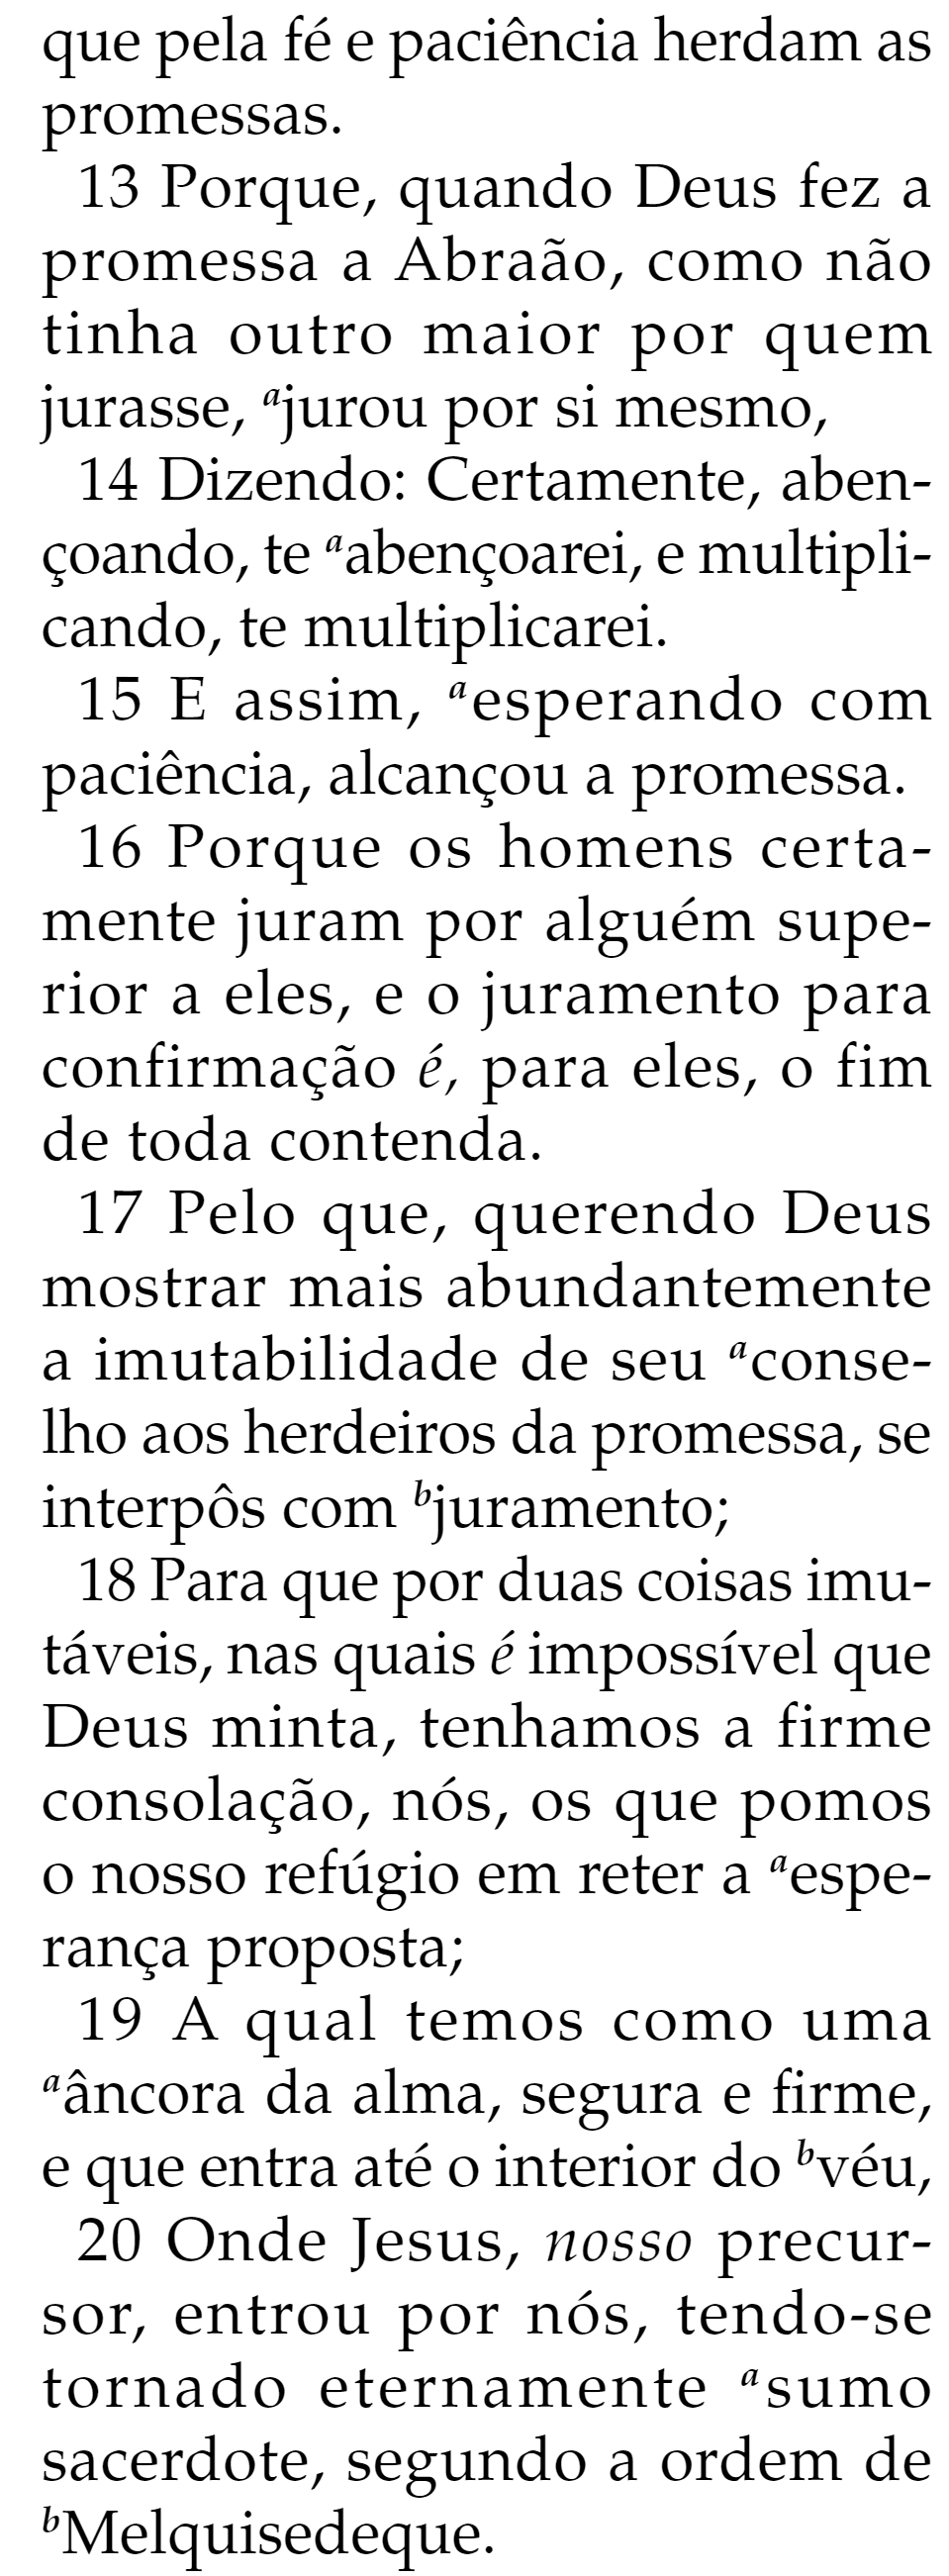 que pela fé e paciência herdam as
promessas.
13 Porque, quando Deus fez a
promessa a Abraão, como não
tinha outro maior por quem
jurasse, ᵃjurou por si mesmo,
14 Dizendo: Certamente, aben-
çoando, te ᵃabençoarei, e multipli-
cando, te multiplicarei.
15 E assim, ᵃesperando com
paciência, alcançou a promessa.
16 Porque os homens certa-
mente juram por alguém supe-
rior a eles, e o juramento para
confirmação é, para eles, o fim
de toda contenda.
17 Pelo que, querendo Deus
mostrar mais abundantemente
a imutabilidade de seu ᵃconse-
lho aos herdeiros da promessa, se
interpôs com ᵇjuramento;
18 Para que por duas coisas imu-
táveis, nas quais é impossível que
Deus minta, tenhamos a firme
consolação, nós, os que pomos
o nosso refúgio em reter a ᵃespe-
rança proposta;
19 A qual temos como uma
ᵃâncora da alma, segura e firme,
e que entra até o interior do ᵇvéu,
20 Onde Jesus, nosso precur-
sor, entrou por nós, tendo-se
tornado eternamente ᵃsumo
sacerdote, segundo a ordem de
ᵇMelquisedeque.